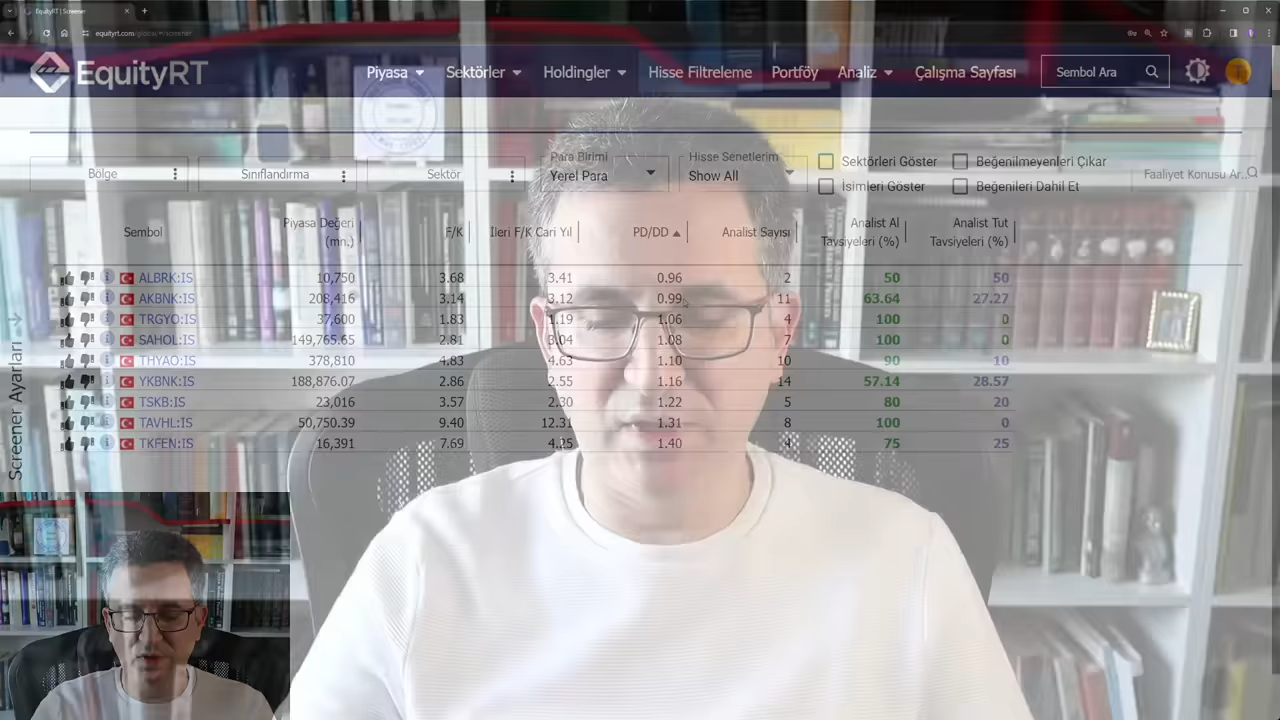 EquityRT | Screener
equityrt.com/global/#/screener
EquityRT
Piyasa
Sektörler
Holdingler
Hisse Filtreleme
Portföy
Analiz
Çalışma Sayfası
Sembol Ara
Bölge
Sınıflandırma
Sektör
Para Birimi
Yerel Para
Hisse Senetlerim
Show All
Sektörleri Göster
Beğenilmeyenleri Çıkar
İsimleri Göster
Beğenileri Dahil Et
Faaliyet Konusu Ar..
Sembol Piyasa Değeri (mn.) F/K İleri F/K Cari Yıl PD/DD Analist Sayısı Analist Al Tavsiyeleri (%) Analist Tut Tavsiyeleri (%)
ALBRK:IS 10,750 3.68 3.41 0.96 2 50 50
AKBNK:IS 208,416 3.14 3.12 0.99 11 63.64 27.27
TRGYO:IS 37,600 1.83 1.19 1.06 4 100 0
SAHOL:IS 149,765.65 2.81 3.04 1.08 7 100 0
THYAO:IS 378,810 4.83 4.63 1.10 10 90 10
YKBNK:IS 188,876.07 2.86 2.55 1.16 14 57.14 28.57
TSKB:IS 23,016 3.57 2.30 1.22 5 80 20
TAVHL:IS 50,750.39 9.40 12.31 1.31 8 100 0
TKFEN:IS 16,391 7.69 4.25 1.40 4 75 25
Screener Ayarları